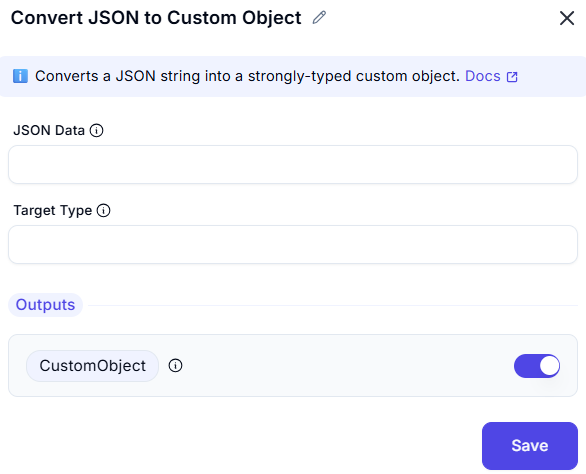 Convert JSON to Custom Object
Converts a JSON string into a strongly-typed custom object. Docs
JSON Data
Target Type
Outputs
CustomObject
Save